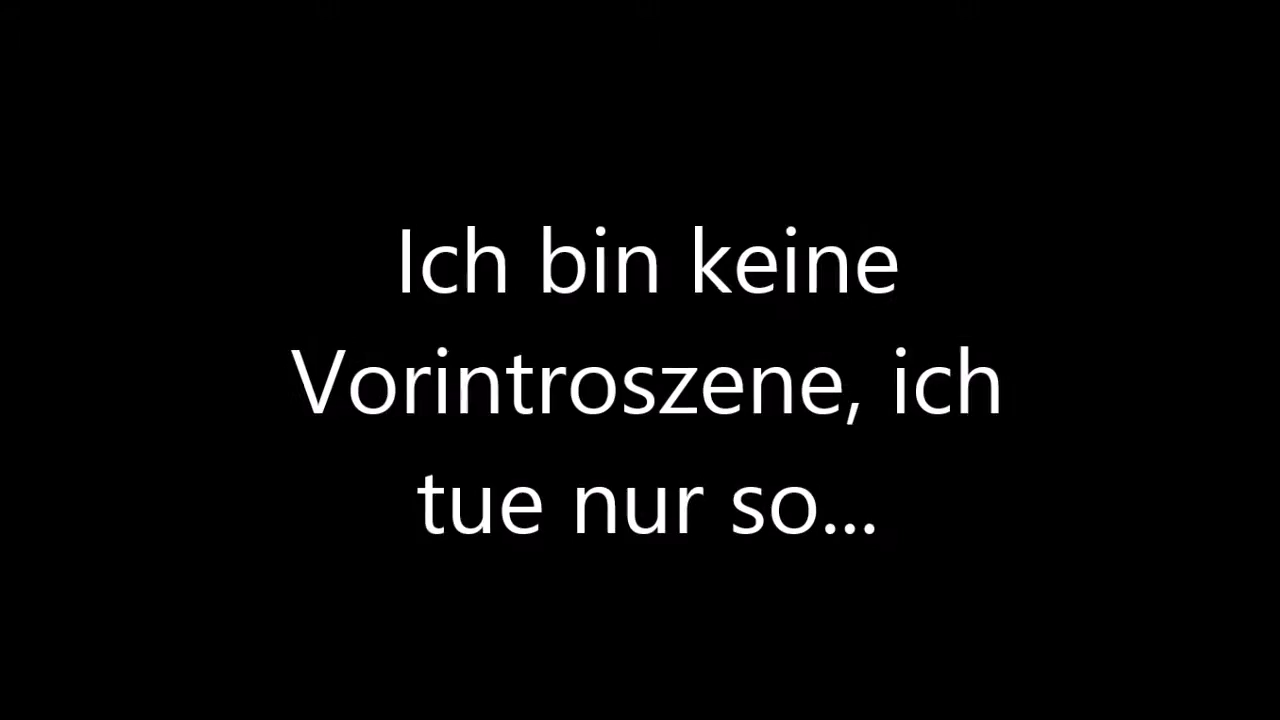 Ich bin keine
Vorintroszene, ich
tue nur so...